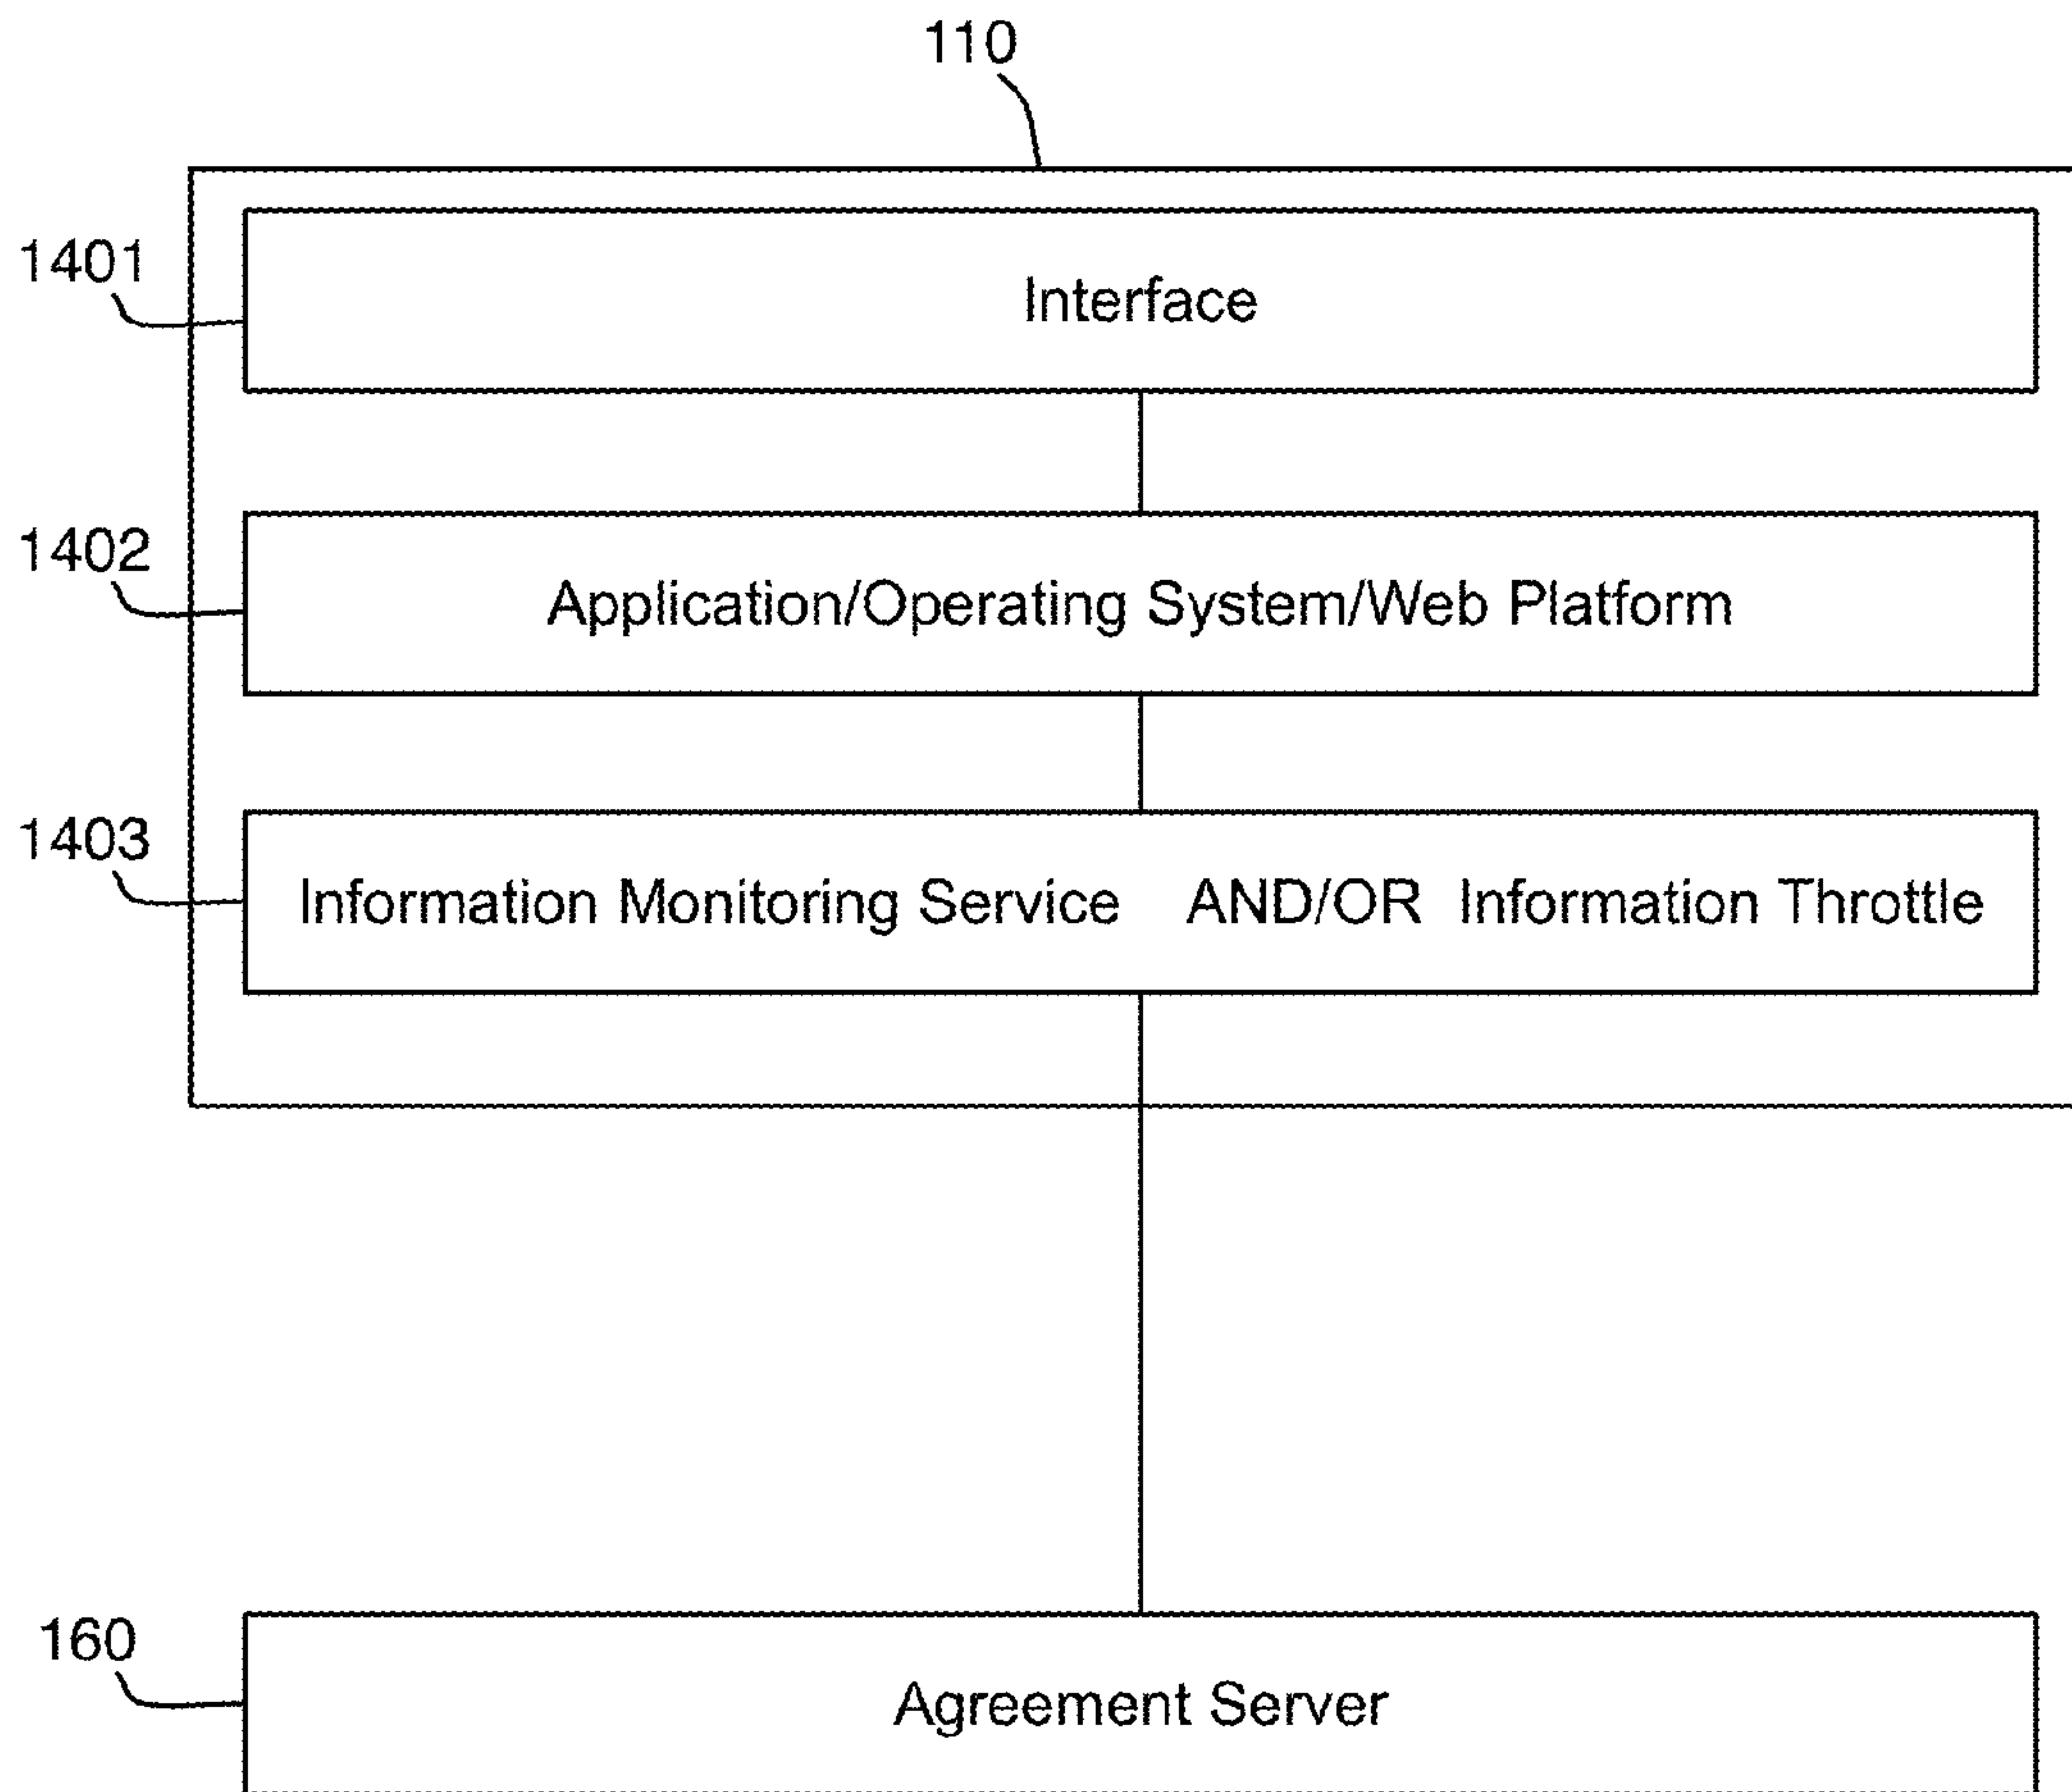 110
1401
Interface
1402
Application/Operating System/Web Platform
1403
Information Monitoring Service AND/OR Information Throttle
160
Agreement Server